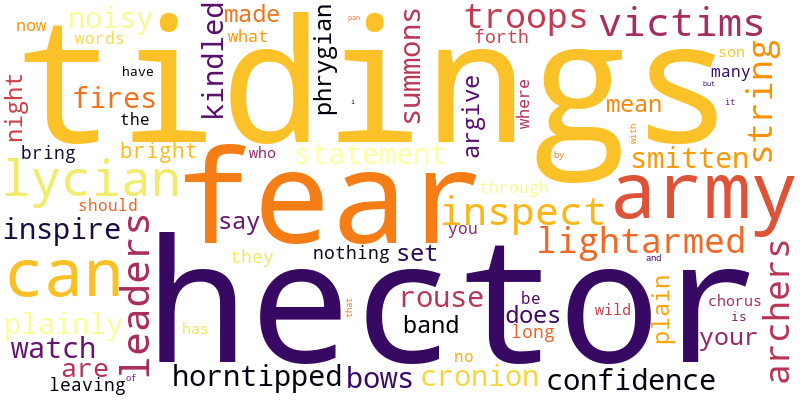 now
noisy
words
made
what
pan
troops
forth
victims
son
many
but
it
tidings
kindled
phrygian
i
summons
argive
where
mean
string
night
fires
have
the
bring
bright
who
statement
by
with
smitten
lycian
fear
through
army
should
inspire
say
inspect
you
lightarmed
leaders
they
nothing
set
and
can
hector
rouse
be
wild
plain
chorus
is
archers
plainly
has
that
band
does
long
your
watch
no
are
leaving
of
horntipped
bows
cronion
confidence